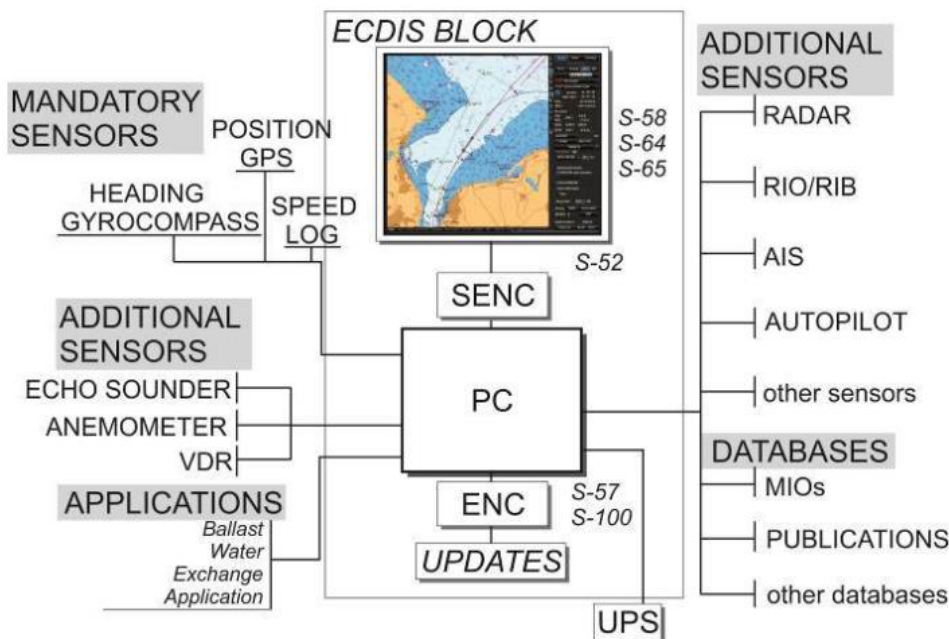 ECDIS BLOCK
S-58
S-64
S-65
S-52
SENC
PC
S-57
S-100
ENC
UPDATES
UPS
MANDATORY
SENSORS
POSITION
GPS
HEADING
GYROCOMPASS
SPEED
LOG
ADDITIONAL
SENSORS
ECHO SOUNDER
ANEMOMETER
VDR
APPLICATIONS
Ballast
Water
Exchange
Application
ADDITIONAL
SENSORS
RADAR
RIO/RIB
AIS
AUTOPILOT
other sensors
DATABASES
MIOs
PUBLICATIONS
other databases